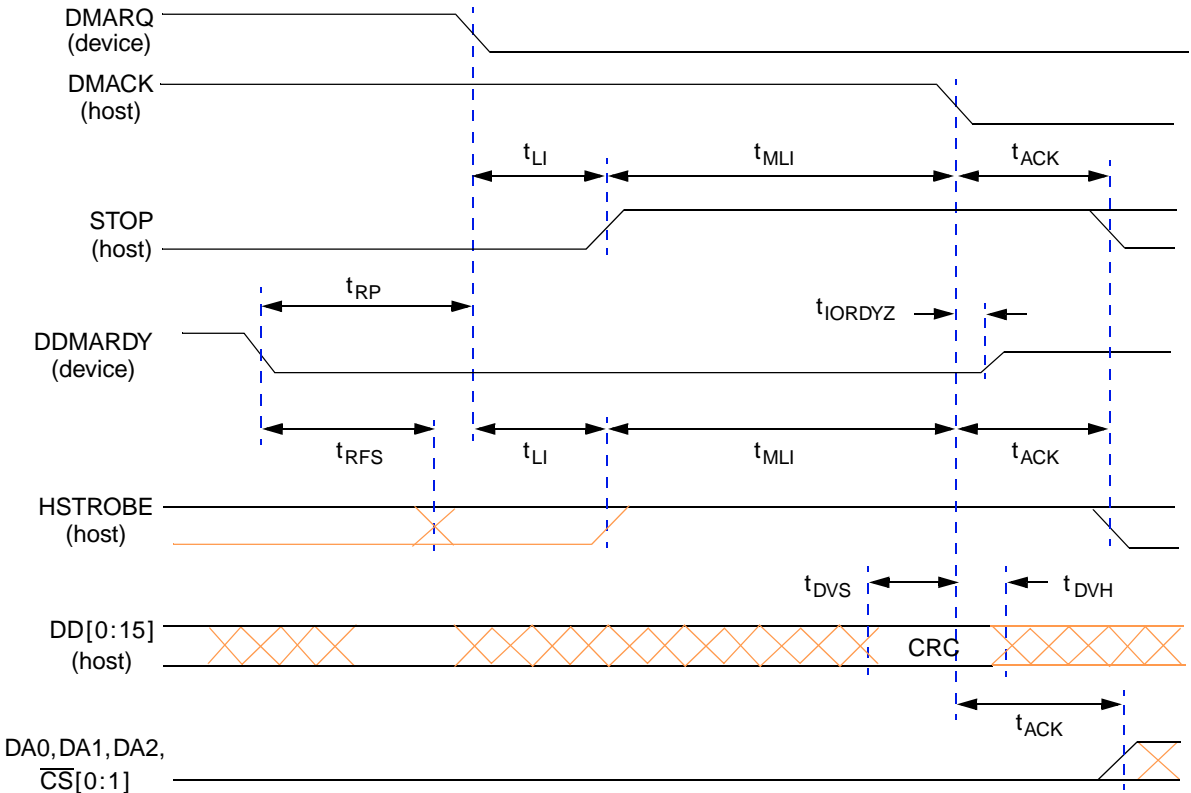 DMARQ
(device)
DMACK
(host)
tLI
tMLI
tACK
STOP
(host)
tRP
tIORDYZ
DDMARDY
(device)
tRFS
tLI
tMLI
tACK
HSTROBE
(host)
tDVS
tDVH
DD[0:15]
(host)
CRC
tACK
DA0,DA1,DA2,
C̅S̅[0:1]